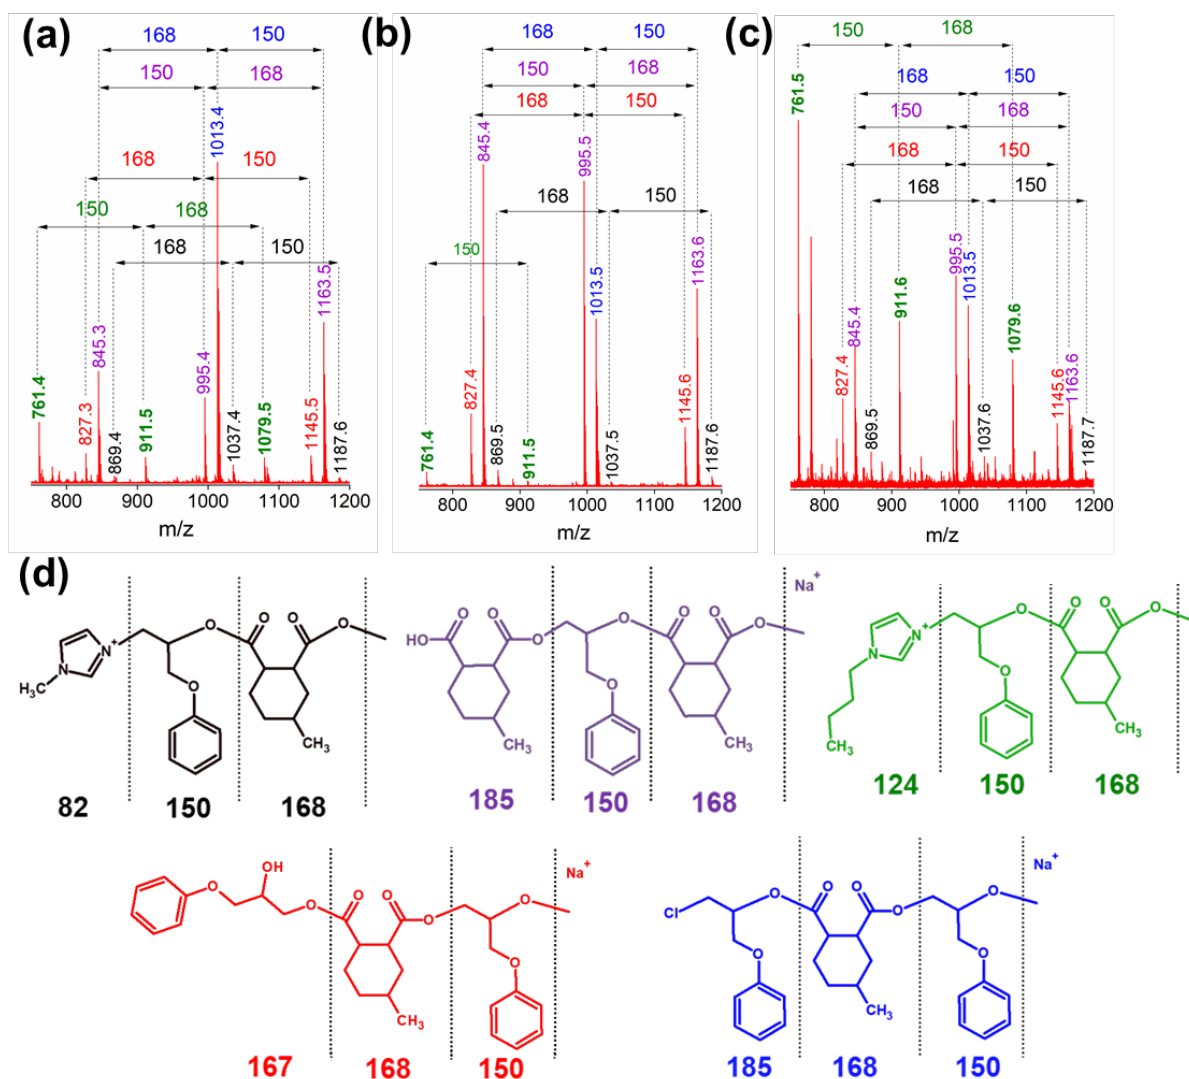 (a)
168 150
150 168
168 150
150 168
168 150
761.4
827.3
845.3
869.4
911.5
995.4
1013.4
1037.4
1079.5
1145.5
1163.5
1187.6
800 1000 1200
m/z
(b)
168 150
150 168
168 150
168 150
150
761.4
827.4
845.4
869.5
911.5
995.5
1013.5
1037.5
1145.6
1163.6
1187.6
800 1000 1200
m/z
(c)
150 168
168 150
150 168
168 150
168 150
761.5
827.4
845.4
869.5
911.6
995.5
1013.5
1037.6
1079.6
1145.6
1163.6
1187.7
800 1000 1200
m/z
(d)
N
N+
H3C
O
O
O
O
O
CH3
82 150 168
HO
O
O
O
O
O
O
O
O
CH3
CH3
Na+
185 150 168
N
N+
CH3
O
O
O
O
O
CH3
124 150 168
O
OH
O
O
O
O
O
O
CH3
Na+
167 168 150
Cl
O
O
O
O
O
O
O
CH3
Na+
185 168 150